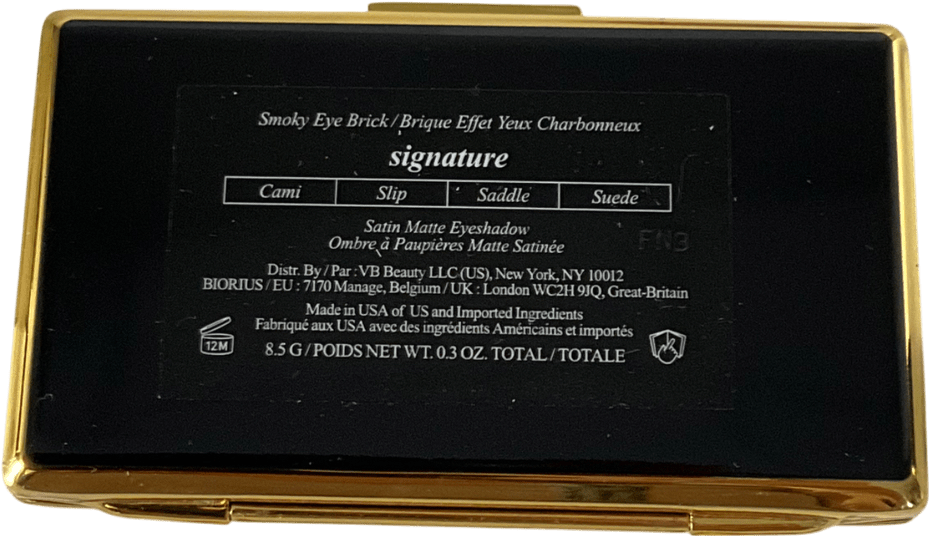 Smoky Eye Brick / Brique Effet Yeux Charbonneux
signature
Cami Slip Saddle Suede
Satin Matte Eyeshadow
Ombre à Paupières Matte Satinée
FN3
Distr. By / Par : VB Beauty LLC (US), New York, NY 10012
BIORIUS / EU : 7170 Manage, Belgium / UK : London WC2H 9JQ, Great-Britain
Made in USA of US and Imported Ingredients
Fabriqué aux USA avec des ingrédients Américains et importés
12M
8.5 G / POIDS NET WT. 0.3 OZ. TOTAL / TOTALE